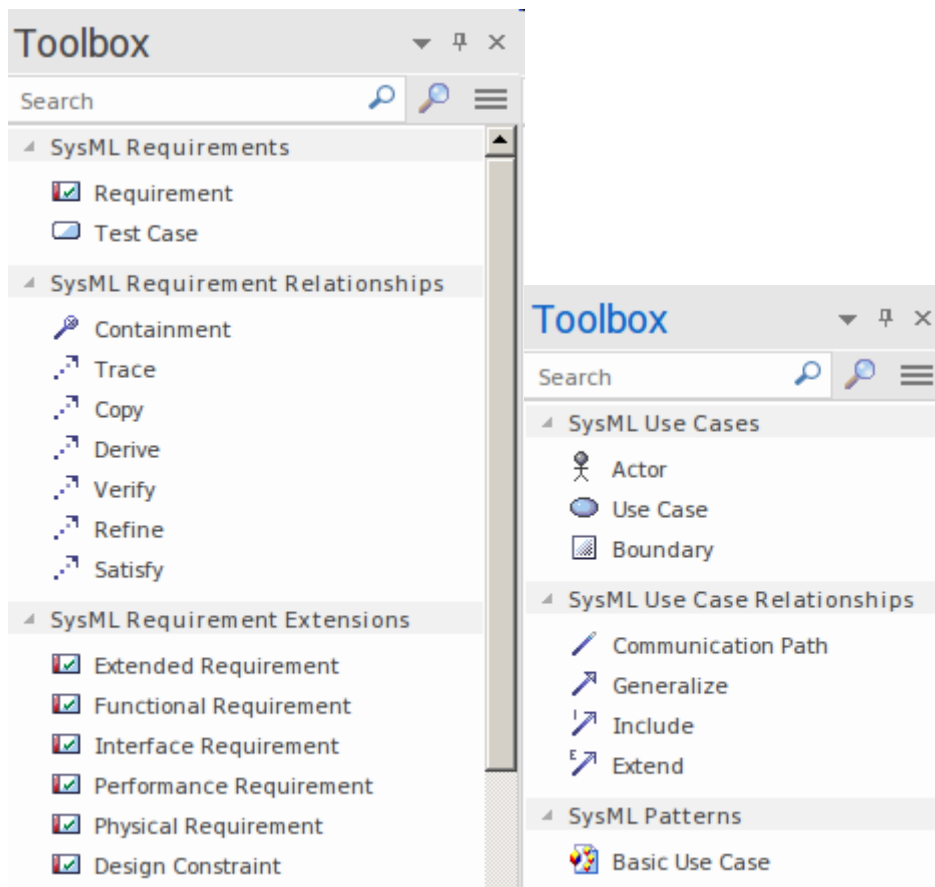 Toolbox
Search
SysML Requirements
Requirement
Test Case
SysML Requirement Relationships
Containment
Trace
Copy
Derive
Verify
Refine
Satisfy
SysML Requirement Extensions
Extended Requirement
Functional Requirement
Interface Requirement
Performance Requirement
Physical Requirement
Design Constraint
Toolbox
Search
SysML Use Cases
Actor
Use Case
Boundary
SysML Use Case Relationships
Communication Path
Generalize
Include
Extend
SysML Patterns
Basic Use Case